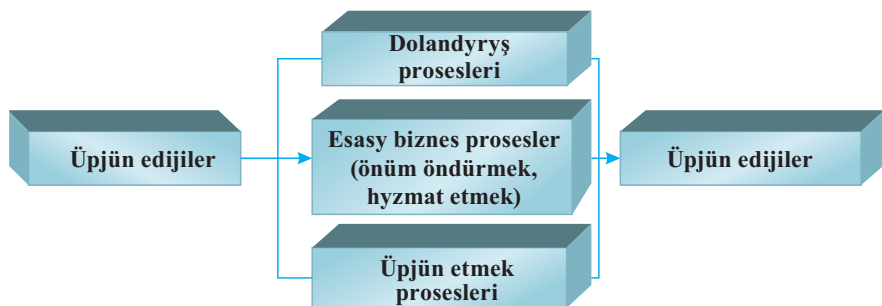 Üpjün edijiler
Dolandyryş
prosesleri
Esasy biznes prosesler
(önüm öndürmek,
hyzmat etmek)
Üpjün etmek
prosesleri
Üpjün edijiler